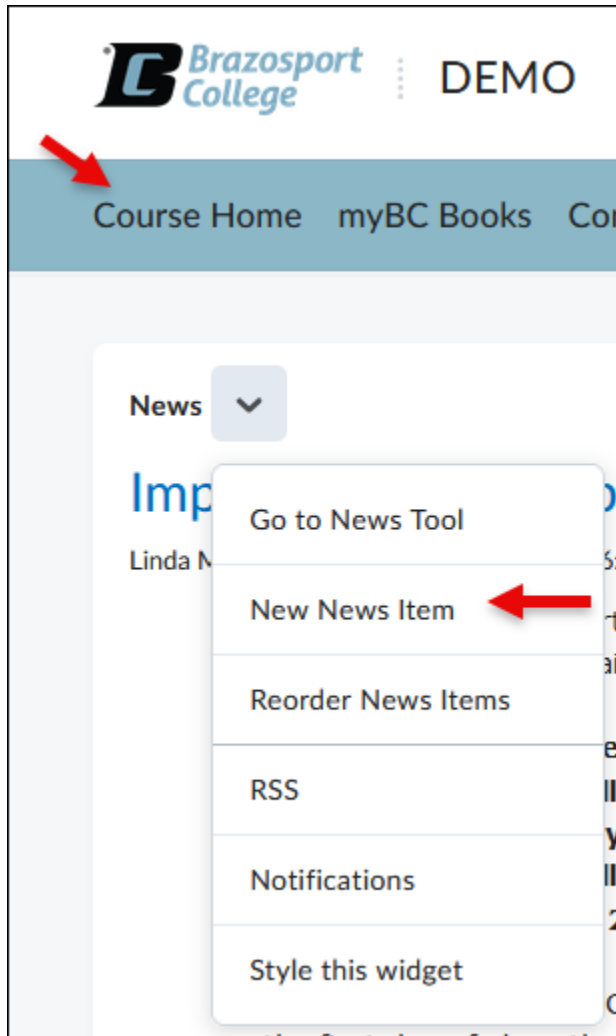 Brazosport
College
DEMO
Course Home myBC Books
News
Go to News Tool
Linda
New News Item
Reorder News Items
RSS
Notifications
Style this widget